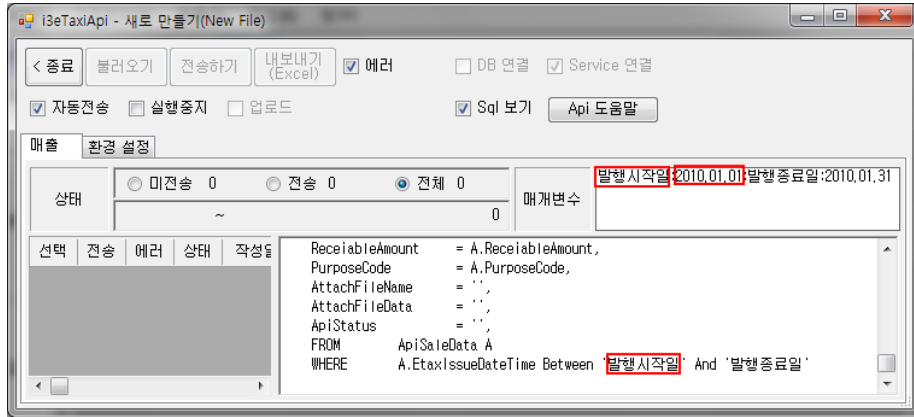 i3eTaxiApi - 새로 만들기(New File)
< 종료 불러오기 전송하기 내보내기 (Excel) 에러 DB 연결 Service 연결
자동전송 실행중지 업로드 Sql 보기 Api 도움말
매출 환경 설정
상태 미전송 0 전송 0 전체 0 매개변수 발행시작일:2010.01.01:발행종료일:2010.01.31
~ 0
선택 전송 에러 상태
ReceiableAmount = A.ReceiableAmount,
PurposeCode = A.PurposeCode,
AttachFileName = '',
AttachFileData = '',
ApiStatus = '',
FROM ApiSaleData A
WHERE A.EtaxIssueDateTime Between '발행시작일' And '발행종료일'